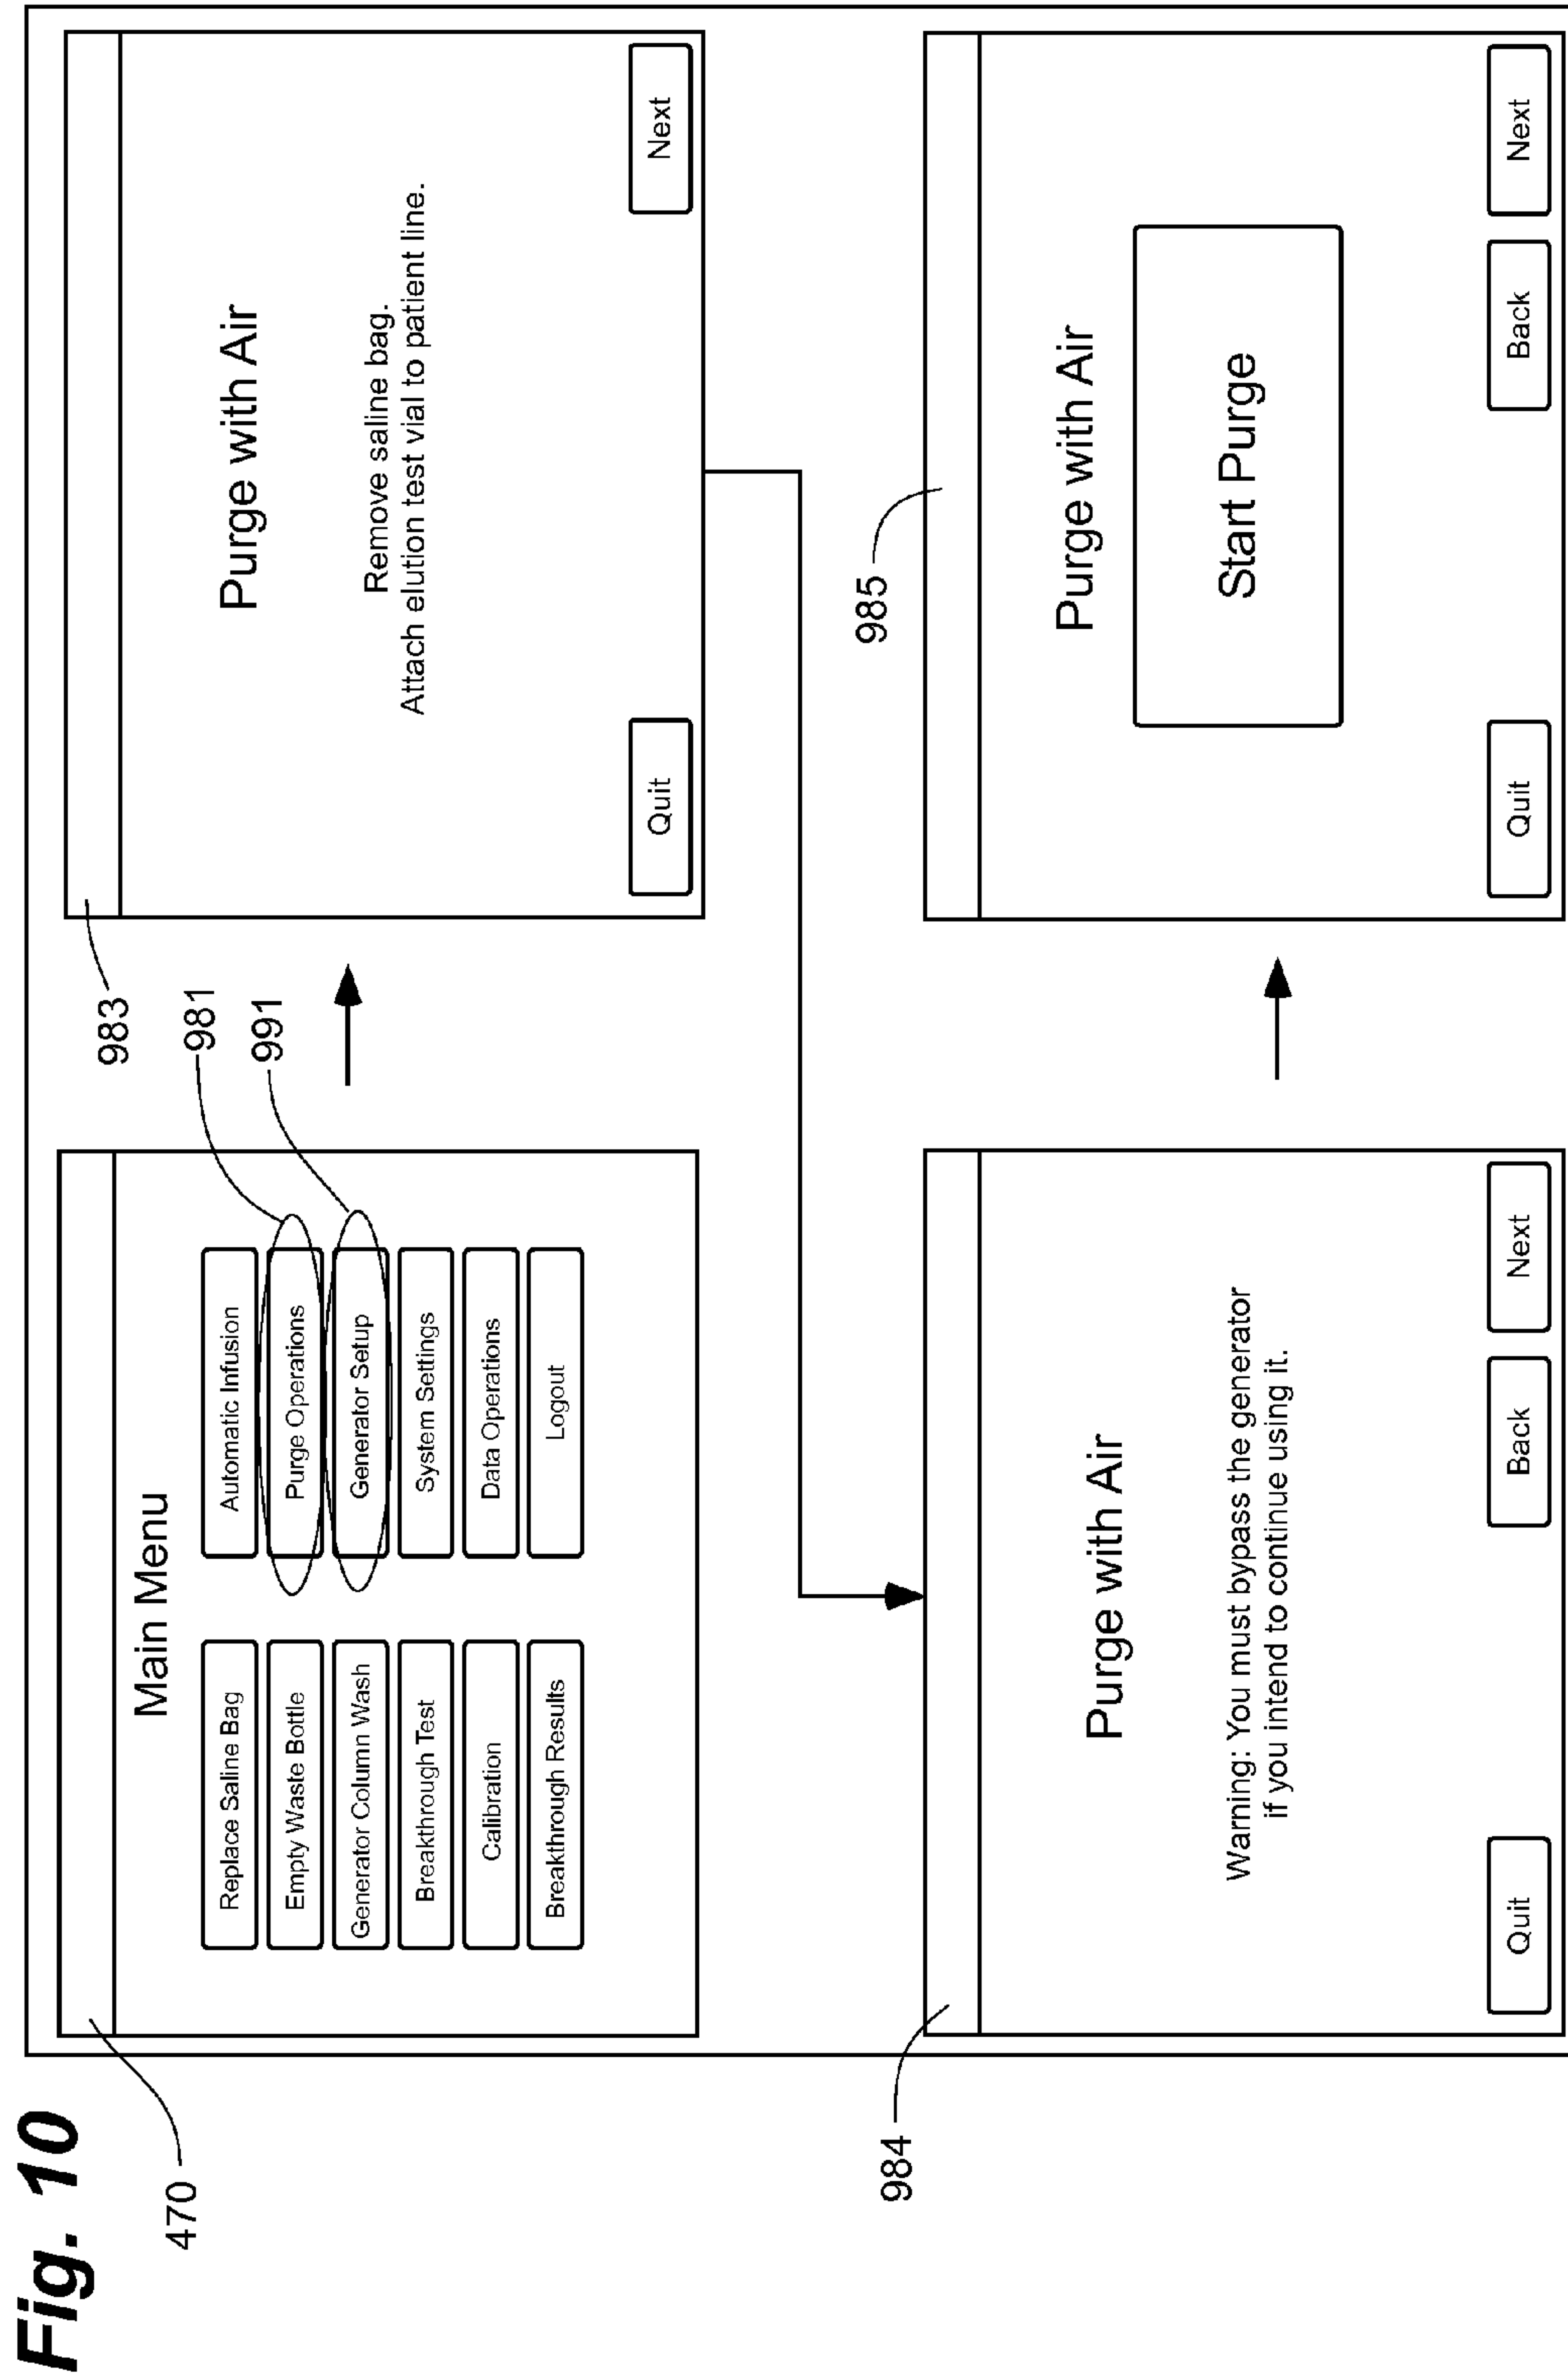 Fig. 10
470
Main Menu
Replace Saline Bag
Automatic Infusion
Empty Waste Bottle
Purge Operations
Generator Column Wash
Generator Setup
Breakthrough Test
System Settings
Calibration
Data Operations
Breakthrough Results
Logout
981
991
983
Purge with Air
Remove saline bag.
Attach elution test vial to patient line.
Quit
Next
984
Purge with Air
Warning: You must bypass the generator
if you intend to continue using it.
Quit
Back
Next
985
Purge with Air
Start Purge
Quit
Back
Next